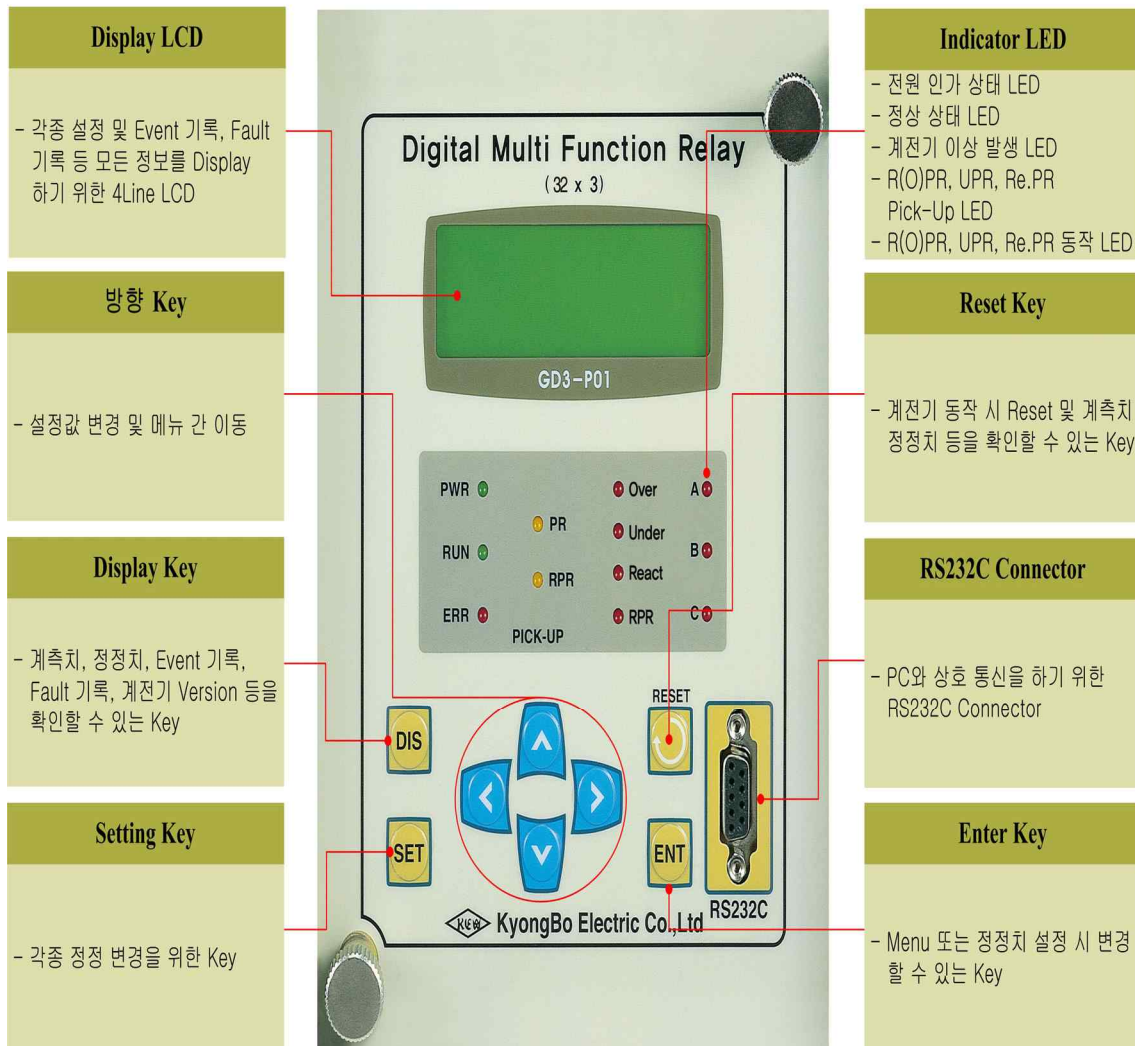 Display LCD
- 각종 설정 및 Event 기록, Fault
기록 등 모든 정보를 Display
하기 위한 4Line LCD
방향 Key
- 설정값 변경 및 메뉴 간 이동
Display Key
- 계측치, 정정치, Event 기록,
Fault 기록, 계전기 Version 등을
확인할 수 있는 Key
Setting Key
- 각종 정정 변경을 위한 Key
Digital Multi Function Relay
(32 x 3)
GD3-P01
PWR
RUN
ERR
PR
RPR
PICK-UP
Over
Under
React
RPR
A
B
C
DIS
SET
RESET
ENT
RS232C
KEW KyongBo Electric Co.,Ltd
Indicator LED
- 전원 인가 상태 LED
- 정상 상태 LED
- 계전기 이상 발생 LED
- R(O)PR, UPR, Re.PR
Pick-Up LED
- R(O)PR, UPR, Re.PR 동작 LED
Reset Key
- 계전기 동작 시 Reset 및 계측치
정정치 등을 확인할 수 있는 Key
RS232C Connector
- PC와 상호 통신을 하기 위한
RS232C Connector
Enter Key
- Menu 또는 정정치 설정 시 변경
할 수 있는 Key